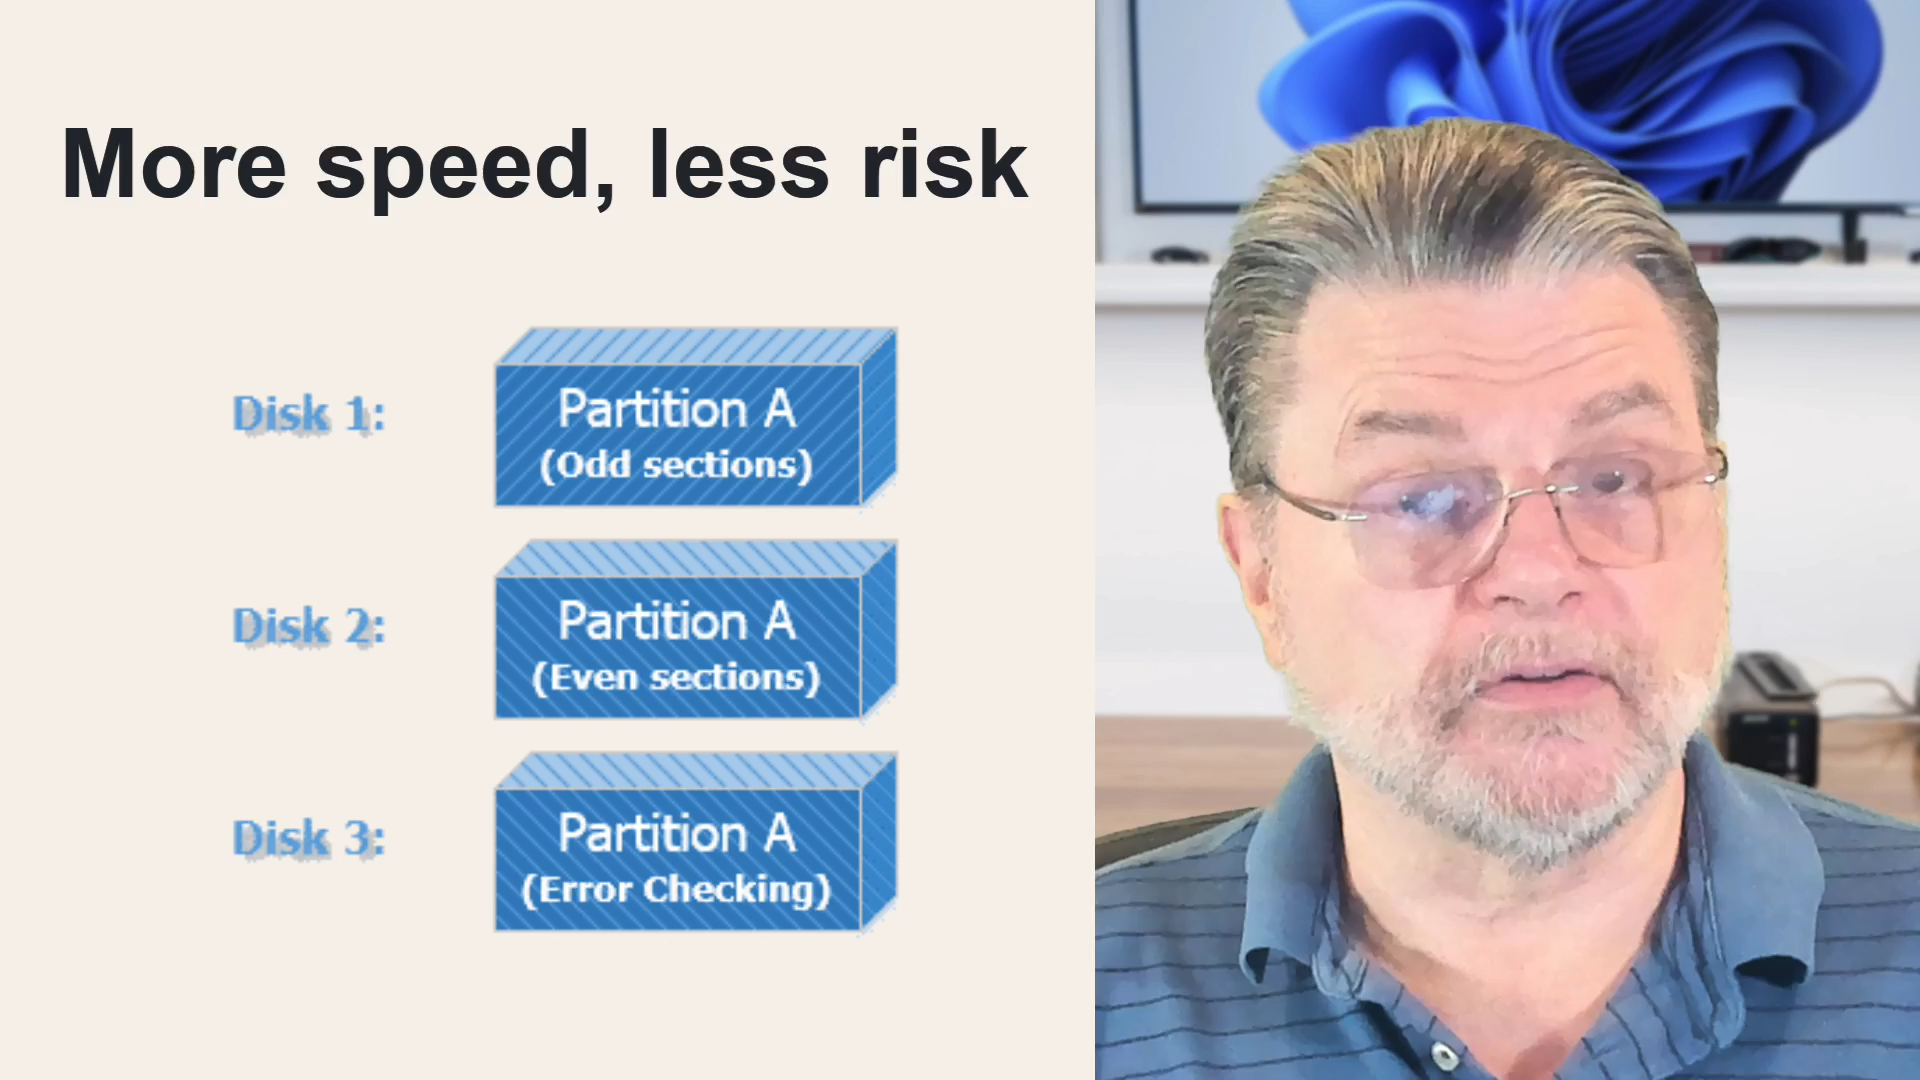 More speed, less risk
Disk 1:
Partition A
(Odd sections)
Disk 2:
Partition A
(Even sections)
Disk 3:
Partition A
(Error Checking)